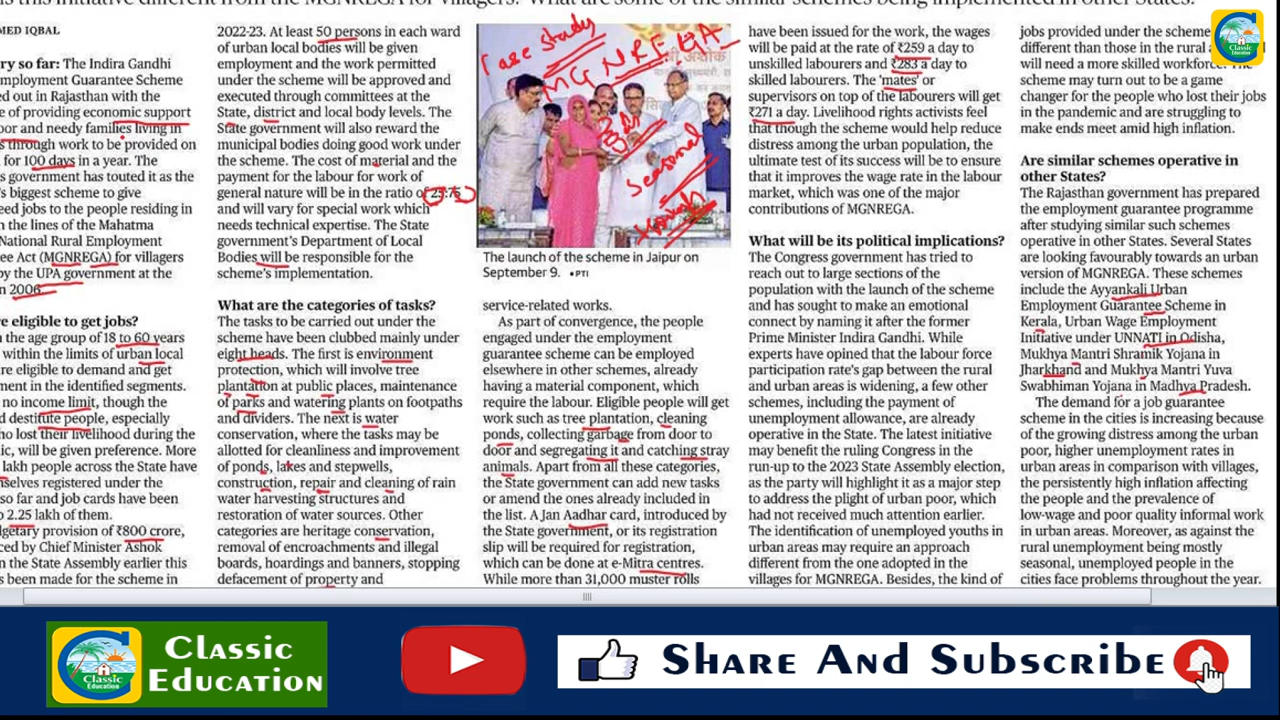 is this initiative different from the MGNREGA for villagers? What are some of the similar schemes being implemented in other States?
MED IQBAL
ry so far: The Indira Gandhi
mployment Guarantee Scheme
ed out in Rajasthan with the
e of providing economic support
oor and needy families living in
s through work to be provided on
for 100 days in a year. The
s government has touted it as the
's biggest scheme to give
eed jobs to the people residing in
n the lines of the Mahatma
National Rural Employment
ee Act (MGNREGA) for villagers
by the UPA government at the
n 2006.
re eligible to get jobs?
n the age group of 18 to 60 years
within the limits of urban local
re eligible to demand and get
ment in the identified segments.
no income limit, though the
d destitute people, especially
ho lost their livelihood during the
ic, will be given preference. More
lakh people across the State have
mselves registered under the
so far and job cards have been
o 2.25 lakh of them.
dgetary provision of ₹800 crore,
ced by Chief Minister Ashok
n the State Assembly earlier this
s been made for the scheme in
2022-23. At least 50 persons in each ward
of urban local bodies will be given
employment and the work permitted
under the scheme will be approved and
executed through committees at the
State, district and local body levels. The
State government will also reward the
municipal bodies doing good work under
the scheme. The cost of material and the
payment for the labour for work of
general nature will be in the ratio of 25:75
and will vary for special work which
needs technical expertise. The State
government's Department of Local
Bodies will be responsible for the
scheme's implementation.
What are the categories of tasks?
The tasks to be carried out under the
scheme have been clubbed mainly under
eight heads. The first is environment
protection, which will involve tree
plantation at public places, maintenance
of parks and watering plants on footpaths
and dividers. The next is water
conservation, where the tasks may be
allotted for cleanliness and improvement
of ponds, lakes and stepwells,
construction, repair and cleaning of rain
water harvesting structures and
restoration of water sources. Other
categories are heritage conservation,
removal of encroachments and illegal
boards, hoardings and banners, stopping
defacement of property and
Case Study
MGNREGA
Seasonal
The launch of the scheme in Jaipur on
September 9. •PTI
service-related works.
As part of convergence, the people
engaged under the employment
guarantee scheme can be employed
elsewhere in other schemes, already
having a material component, which
require the labour. Eligible people will get
work such as tree plantation, cleaning
ponds, collecting garbage from door to
door and segregating it and catching stray
animals. Apart from all these categories,
the State government can add new tasks
or amend the ones already included in
the list. A Jan Aadhar card, introduced by
the State government, or its registration
slip will be required for registration,
which can be done at e-Mitra centres.
While more than 31,000 muster rolls
have been issued for the work, the wages
will be paid at the rate of ₹259 a day to
unskilled labourers and ₹283 a day to
skilled labourers. The 'mates' or
supervisors on top of the labourers will get
₹271 a day. Livelihood rights activists feel
that though the scheme would help reduce
distress among the urban population, the
ultimate test of its success will be to ensure
that it improves the wage rate in the labour
market, which was one of the major
contributions of MGNREGA.
What will be its political implications?
The Congress government has tried to
reach out to large sections of the
population with the launch of the scheme
and has sought to make an emotional
connect by naming it after the former
Prime Minister Indira Gandhi. While
experts have opined that the labour force
participation rate's gap between the rural
and urban areas is widening, a few other
schemes, including the payment of
unemployment allowance, are already
operative in the State. The latest initiative
may benefit the ruling Congress in the
run-up to the 2023 State Assembly election,
as the party will highlight it as a major step
to address the plight of urban poor, which
had not received much attention earlier.
The identification of unemployed youths in
urban areas may require an approach
different from the one adopted in the
villages for MGNREGA. Besides, the kind of
jobs provided under the scheme
different than those in the rural a
will need a more skilled workforce. The
scheme may turn out to be a game
changer for the people who lost their jobs
in the pandemic and are struggling to
make ends meet amid high inflation.
Are similar schemes operative in
other States?
The Rajasthan government has prepared
the employment guarantee programme
after studying similar such schemes
operative in other States. Several States
are looking favourably towards an urban
version of MGNREGA. These schemes
include the Ayyankali Urban
Employment Guarantee Scheme in
Kerala, Urban Wage Employment
Initiative under UNNATI in Odisha,
Mukhya Mantri Shramik Yojana in
Jharkhand and Mukhya Mantri Yuva
Swabhiman Yojana in Madhya Pradesh.
The demand for a job guarantee
scheme in the cities is increasing because
of the growing distress among the urban
poor, higher unemployment rates in
urban areas in comparison with villages,
the persistently high inflation affecting
the people and the prevalence of
low-wage and poor quality informal work
in urban areas. Moreover, as against the
rural unemployment being mostly
seasonal, unemployed people in the
cities face problems throughout the year.
Classic
Education
Classic
Education
Classic
Education
Share And Subscribe